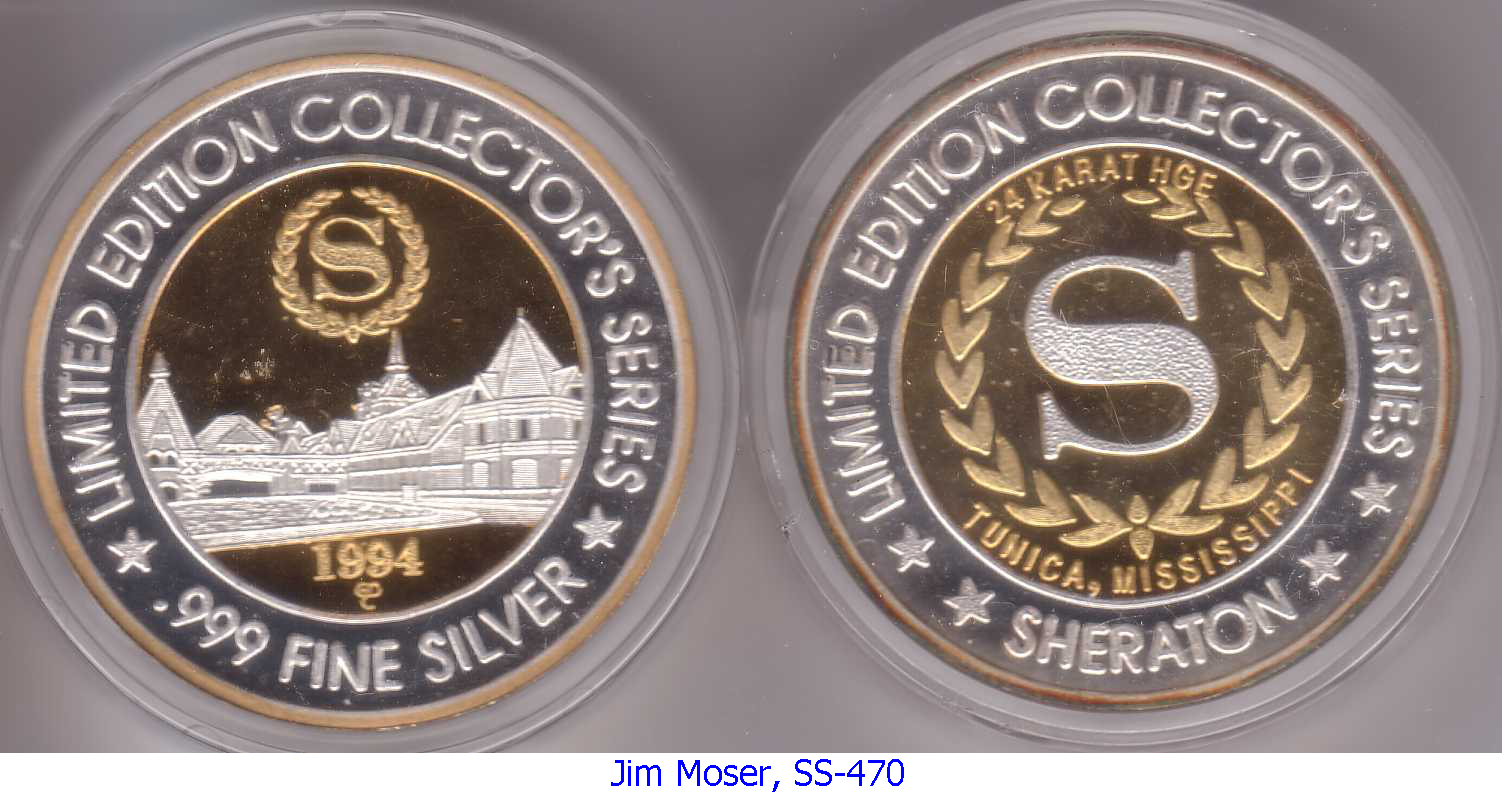 LIMITED EDITION COLLECTOR'S SERIES
S
1994
.999 FINE SILVER
LIMITED EDITION COLLECTOR'S SERIES
24 KARAT HGE
S
TUNICA, MISSISSIPPI
SHERATON
Jim Moser, SS-470